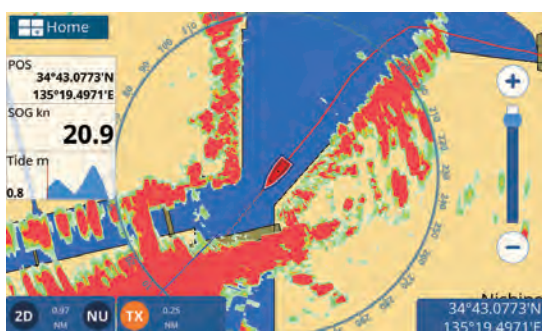 Home
POS
34°43.0773'N
135°19.4971'E
SOG kn
20.9
Tide m
0.8
2D
0.97
NM
NU
TX
0.25
NM
34°43.0773'N
135°19.4971'E